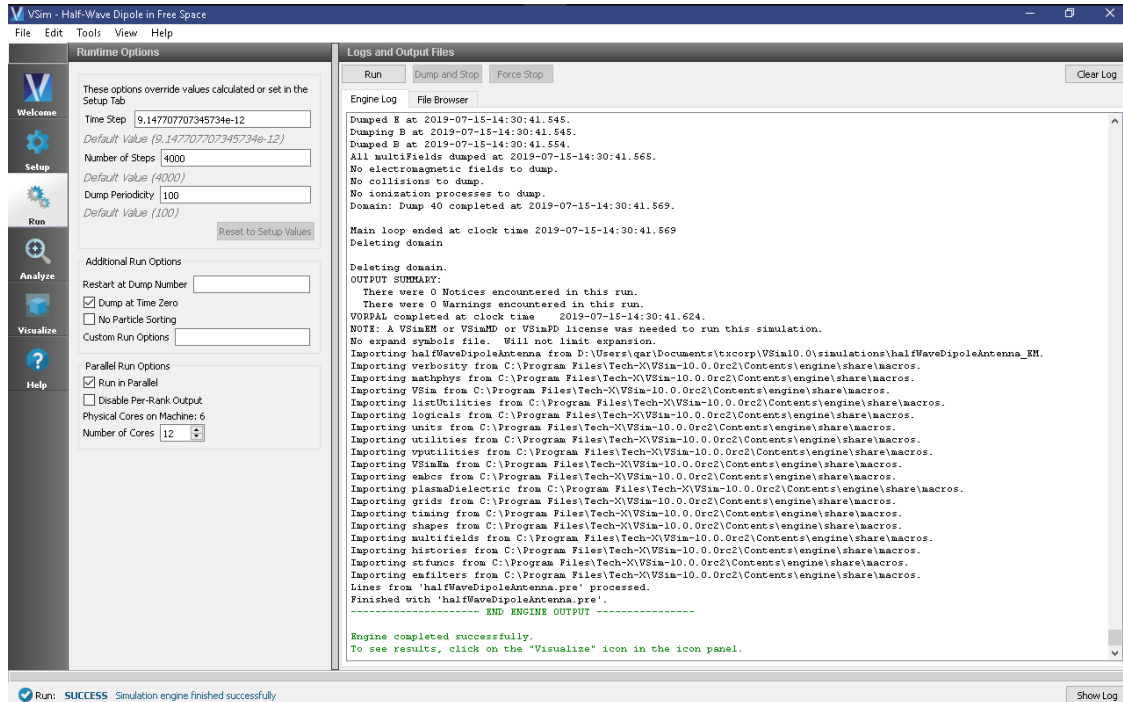 VSim - Half-Wave Dipole in Free Space
File Edit Tools View Help
Welcome
Setup
Run
Analyze
Visualize
Help
Runtime Options
These options override values calculated or set in the
Setup Tab
Time Step 9.147707707345734e-12
Default Value (9.147707707345734e-12)
Number of Steps 4000
Default Value (4000)
Dump Periodicity 100
Default Value (100)
Reset to Setup Values
Additional Run Options
Restart at Dump Number
Dump at Time Zero
No Particle Sorting
Custom Run Options
Parallel Run Options
Run in Parallel
Disable Per-Rank Output
Physical Cores on Machine: 6
Number of Cores 12
Logs and Output Files
Run Dump and Stop Force Stop Clear Log
Engine Log File Browser
Dumped E at 2019-07-15-14:30:41.545.
Dumping B at 2019-07-15-14:30:41.545.
Dumped B at 2019-07-15-14:30:41.554.
All multiFields dumped at 2019-07-15-14:30:41.565.
No electromagnetic fields to dump.
No collisions to dump.
No ionization processes to dump.
Domain: Dump 40 completed at 2019-07-15-14:30:41.569.
Main loop ended at clock time 2019-07-15-14:30:41.569
Deleting domain
Deleting domain.
OUTPUT SUMMARY:
There were 0 Notices encountered in this run.
There were 0 Warnings encountered in this run.
VORPAL completed at clock time 2019-07-15-14:30:41.624.
NOTE: A VSimEM or VSimMD or VSimPD license was needed to run this simulation.
No expand symbols file. Will not limit expansion.
Importing halfWaveDipoleAntenna from D:\Users\qar\Documents\txcorp\VSim10.0\simulations\halfWaveDipoleAntenna_EM.
Importing verbosity from C:\Program Files\Tech-X\VSim-10.0.0rc2\Contents\engine\share\macros.
Importing mathphys from C:\Program Files\Tech-X\VSim-10.0.0rc2\Contents\engine\share\macros.
Importing VSim from C:\Program Files\Tech-X\VSim-10.0.0rc2\Contents\engine\share\macros.
Importing listUtilities from C:\Program Files\Tech-X\VSim-10.0.0rc2\Contents\engine\share\macros.
Importing logicals from C:\Program Files\Tech-X\VSim-10.0.0rc2\Contents\engine\share\macros.
Importing units from C:\Program Files\Tech-X\VSim-10.0.0rc2\Contents\engine\share\macros.
Importing utilities from C:\Program Files\Tech-X\VSim-10.0.0rc2\Contents\engine\share\macros.
Importing vputilities from C:\Program Files\Tech-X\VSim-10.0.0rc2\Contents\engine\share\macros.
Importing VSimEm from C:\Program Files\Tech-X\VSim-10.0.0rc2\Contents\engine\share\macros.
Importing embcs from C:\Program Files\Tech-X\VSim-10.0.0rc2\Contents\engine\share\macros.
Importing plasmaDielectric from C:\Program Files\Tech-X\VSim-10.0.0rc2\Contents\engine\share\macros.
Importing grids from C:\Program Files\Tech-X\VSim-10.0.0rc2\Contents\engine\share\macros.
Importing timing from C:\Program Files\Tech-X\VSim-10.0.0rc2\Contents\engine\share\macros.
Importing shapes from C:\Program Files\Tech-X\VSim-10.0.0rc2\Contents\engine\share\macros.
Importing multifields from C:\Program Files\Tech-X\VSim-10.0.0rc2\Contents\engine\share\macros.
Importing histories from C:\Program Files\Tech-X\VSim-10.0.0rc2\Contents\engine\share\macros.
Importing stfuncs from C:\Program Files\Tech-X\VSim-10.0.0rc2\Contents\engine\share\macros.
Importing emfilters from C:\Program Files\Tech-X\VSim-10.0.0rc2\Contents\engine\share\macros.
Lines from 'halfWaveDipoleAntenna.pre' processed.
Finished with 'halfWaveDipoleAntenna.pre'.
--------------------- END ENGINE OUTPUT ----------------
Engine completed successfully.
To see results, click on the "Visualize" icon in the icon panel.
Run: SUCCESS Simulation engine finished successfully
Show Log